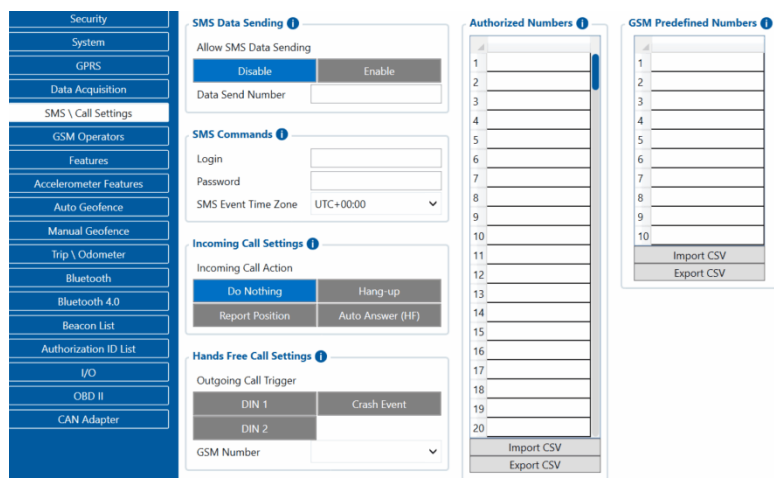 Security
System
GPRS
Data Acquisition
SMS \ Call Settings
GSM Operators
Features
Accelerometer Features
Auto Geofence
Manual Geofence
Trip \ Odometer
Bluetooth
Bluetooth 4.0
Beacon List
Authorization ID List
I/O
OBD II
CAN Adapter
SMS Data Sending i
Allow SMS Data Sending
Disable Enable
Data Send Number
SMS Commands i
Login
Password
SMS Event Time Zone UTC+00:00
Incoming Call Settings i
Incoming Call Action
Do Nothing Hang-up
Report Position Auto Answer (HF)
Hands Free Call Settings i
Outgoing Call Trigger
DIN 1 Crash Event
DIN 2
GSM Number
Authorized Numbers i
1
2
3
4
5
6
7
8
9
10
11
12
13
14
15
16
17
18
19
20
Import CSV
Export CSV
GSM Predefined Numbers i
1
2
3
4
5
6
7
8
9
10
Import CSV
Export CSV